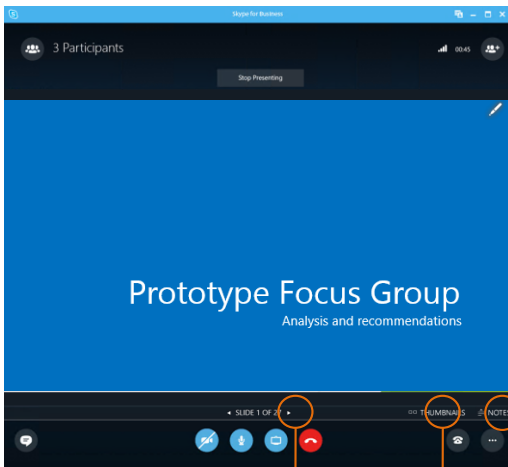 Skype for Business
3 Participants
00:45
Stop Presenting
Prototype Focus Group
Analysis and recommendations
SLIDE 1 OF 27
THUMBNAILS
NOTES